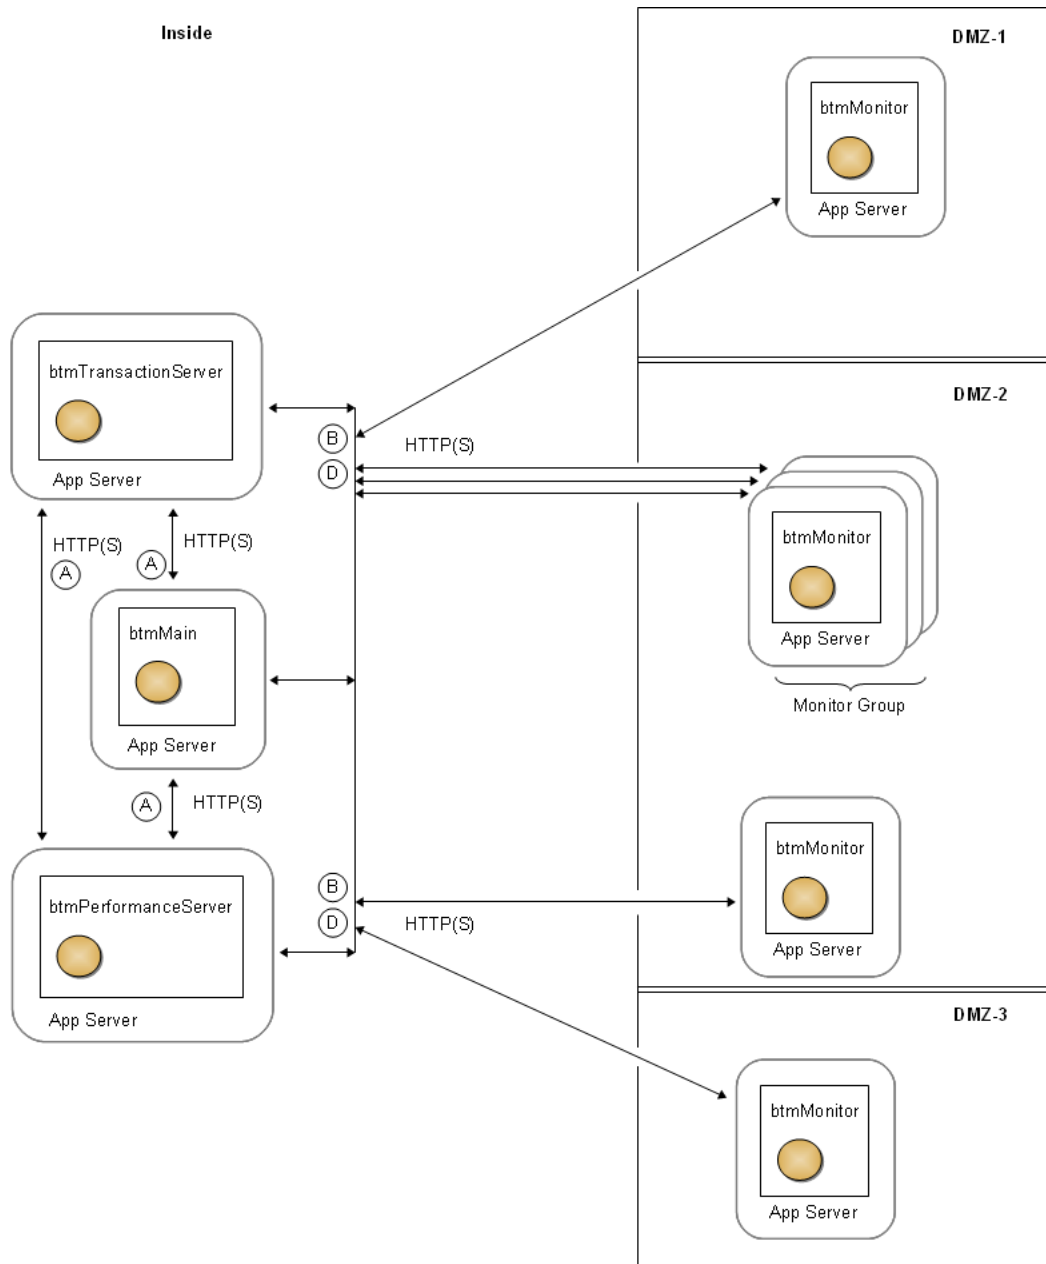 Inside
DMZ-1
btmMonitor
App Server
btmTransactionServer
App Server
DMZ-2
B
HTTP(S)
D
btmMonitor
App Server
Monitor Group
HTTP(S)
A
HTTP(S)
A
btmMain
App Server
A
HTTP(S)
btmMonitor
App Server
btmPerformanceServer
App Server
B
D
HTTP(S)
DMZ-3
btmMonitor
App Server